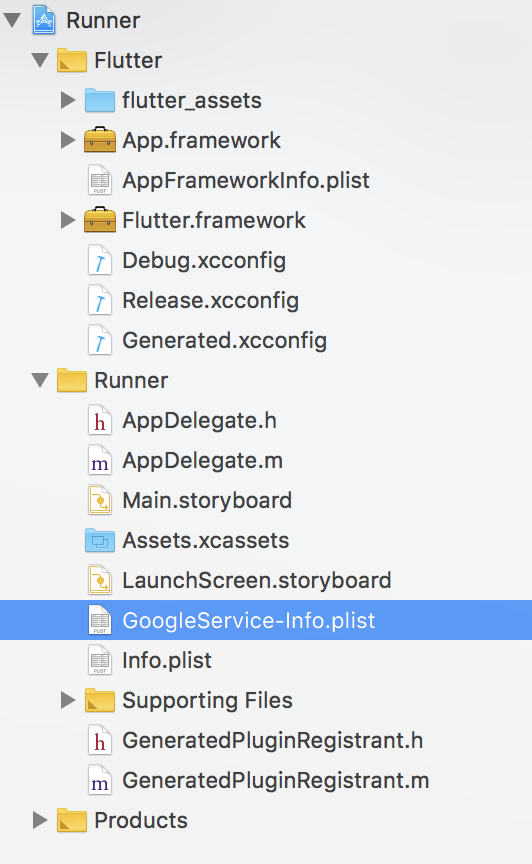 Runner
Flutter
flutter_assets
App.framework
AppFrameworkInfo.plist
Flutter.framework
Debug.xcconfig
Release.xcconfig
Generated.xcconfig
Runner
AppDelegate.h
AppDelegate.m
Main.storyboard
Assets.xcassets
LaunchScreen.storyboard
GoogleService-Info.plist
Info.plist
Supporting Files
GeneratedPluginRegistrant.h
GeneratedPluginRegistrant.m
Products